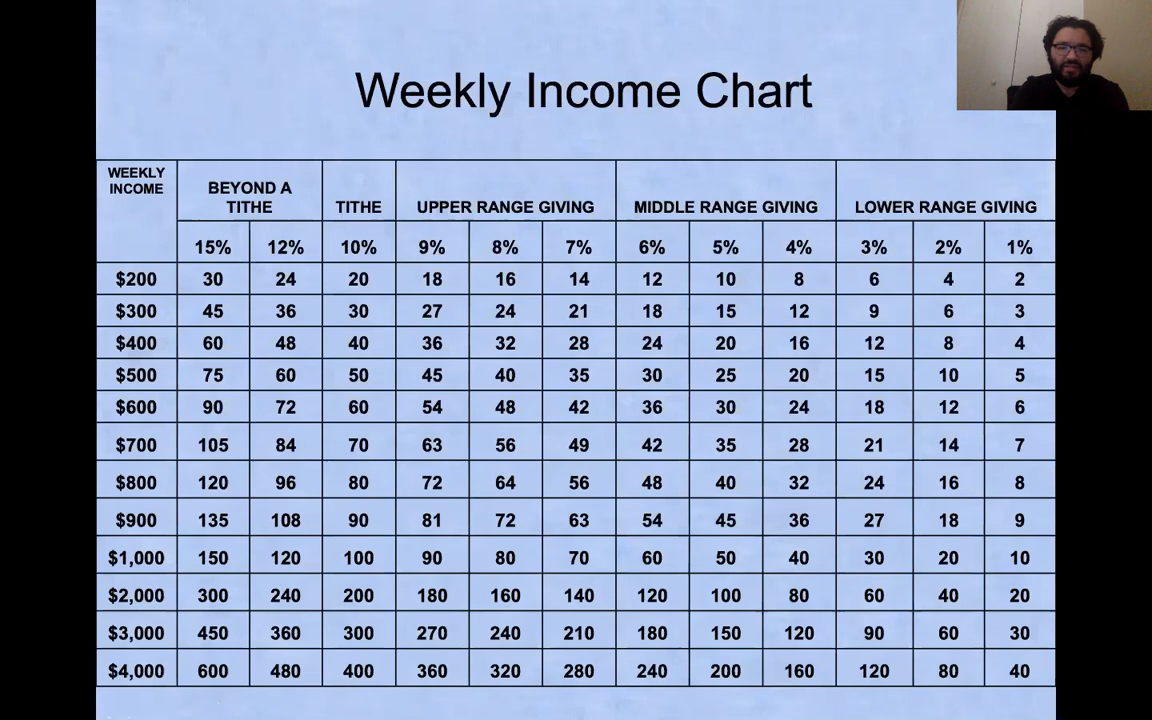 Weekly Income Chart
WEEKLY INCOME BEYOND A TITHE TITHE UPPER RANGE GIVING MIDDLE RANGE GIVING LOWER RANGE GIVING
15% 12% 10% 9% 8% 7% 6% 5% 4% 3% 2% 1%
$200 30 24 20 18 16 14 12 10 8 6 4 2
$300 45 36 30 27 24 21 18 15 12 9 6 3
$400 60 48 40 36 32 28 24 20 16 12 8 4
$500 75 60 50 45 40 35 30 25 20 15 10 5
$600 90 72 60 54 48 42 36 30 24 18 12 6
$700 105 84 70 63 56 49 42 35 28 21 14 7
$800 120 96 80 72 64 56 48 40 32 24 16 8
$900 135 108 90 81 72 63 54 45 36 27 18 9
$1,000 150 120 100 90 80 70 60 50 40 30 20 10
$2,000 300 240 200 180 160 140 120 100 80 60 40 20
$3,000 450 360 300 270 240 210 180 150 120 90 60 30
$4,000 600 480 400 360 320 280 240 200 160 120 80 40